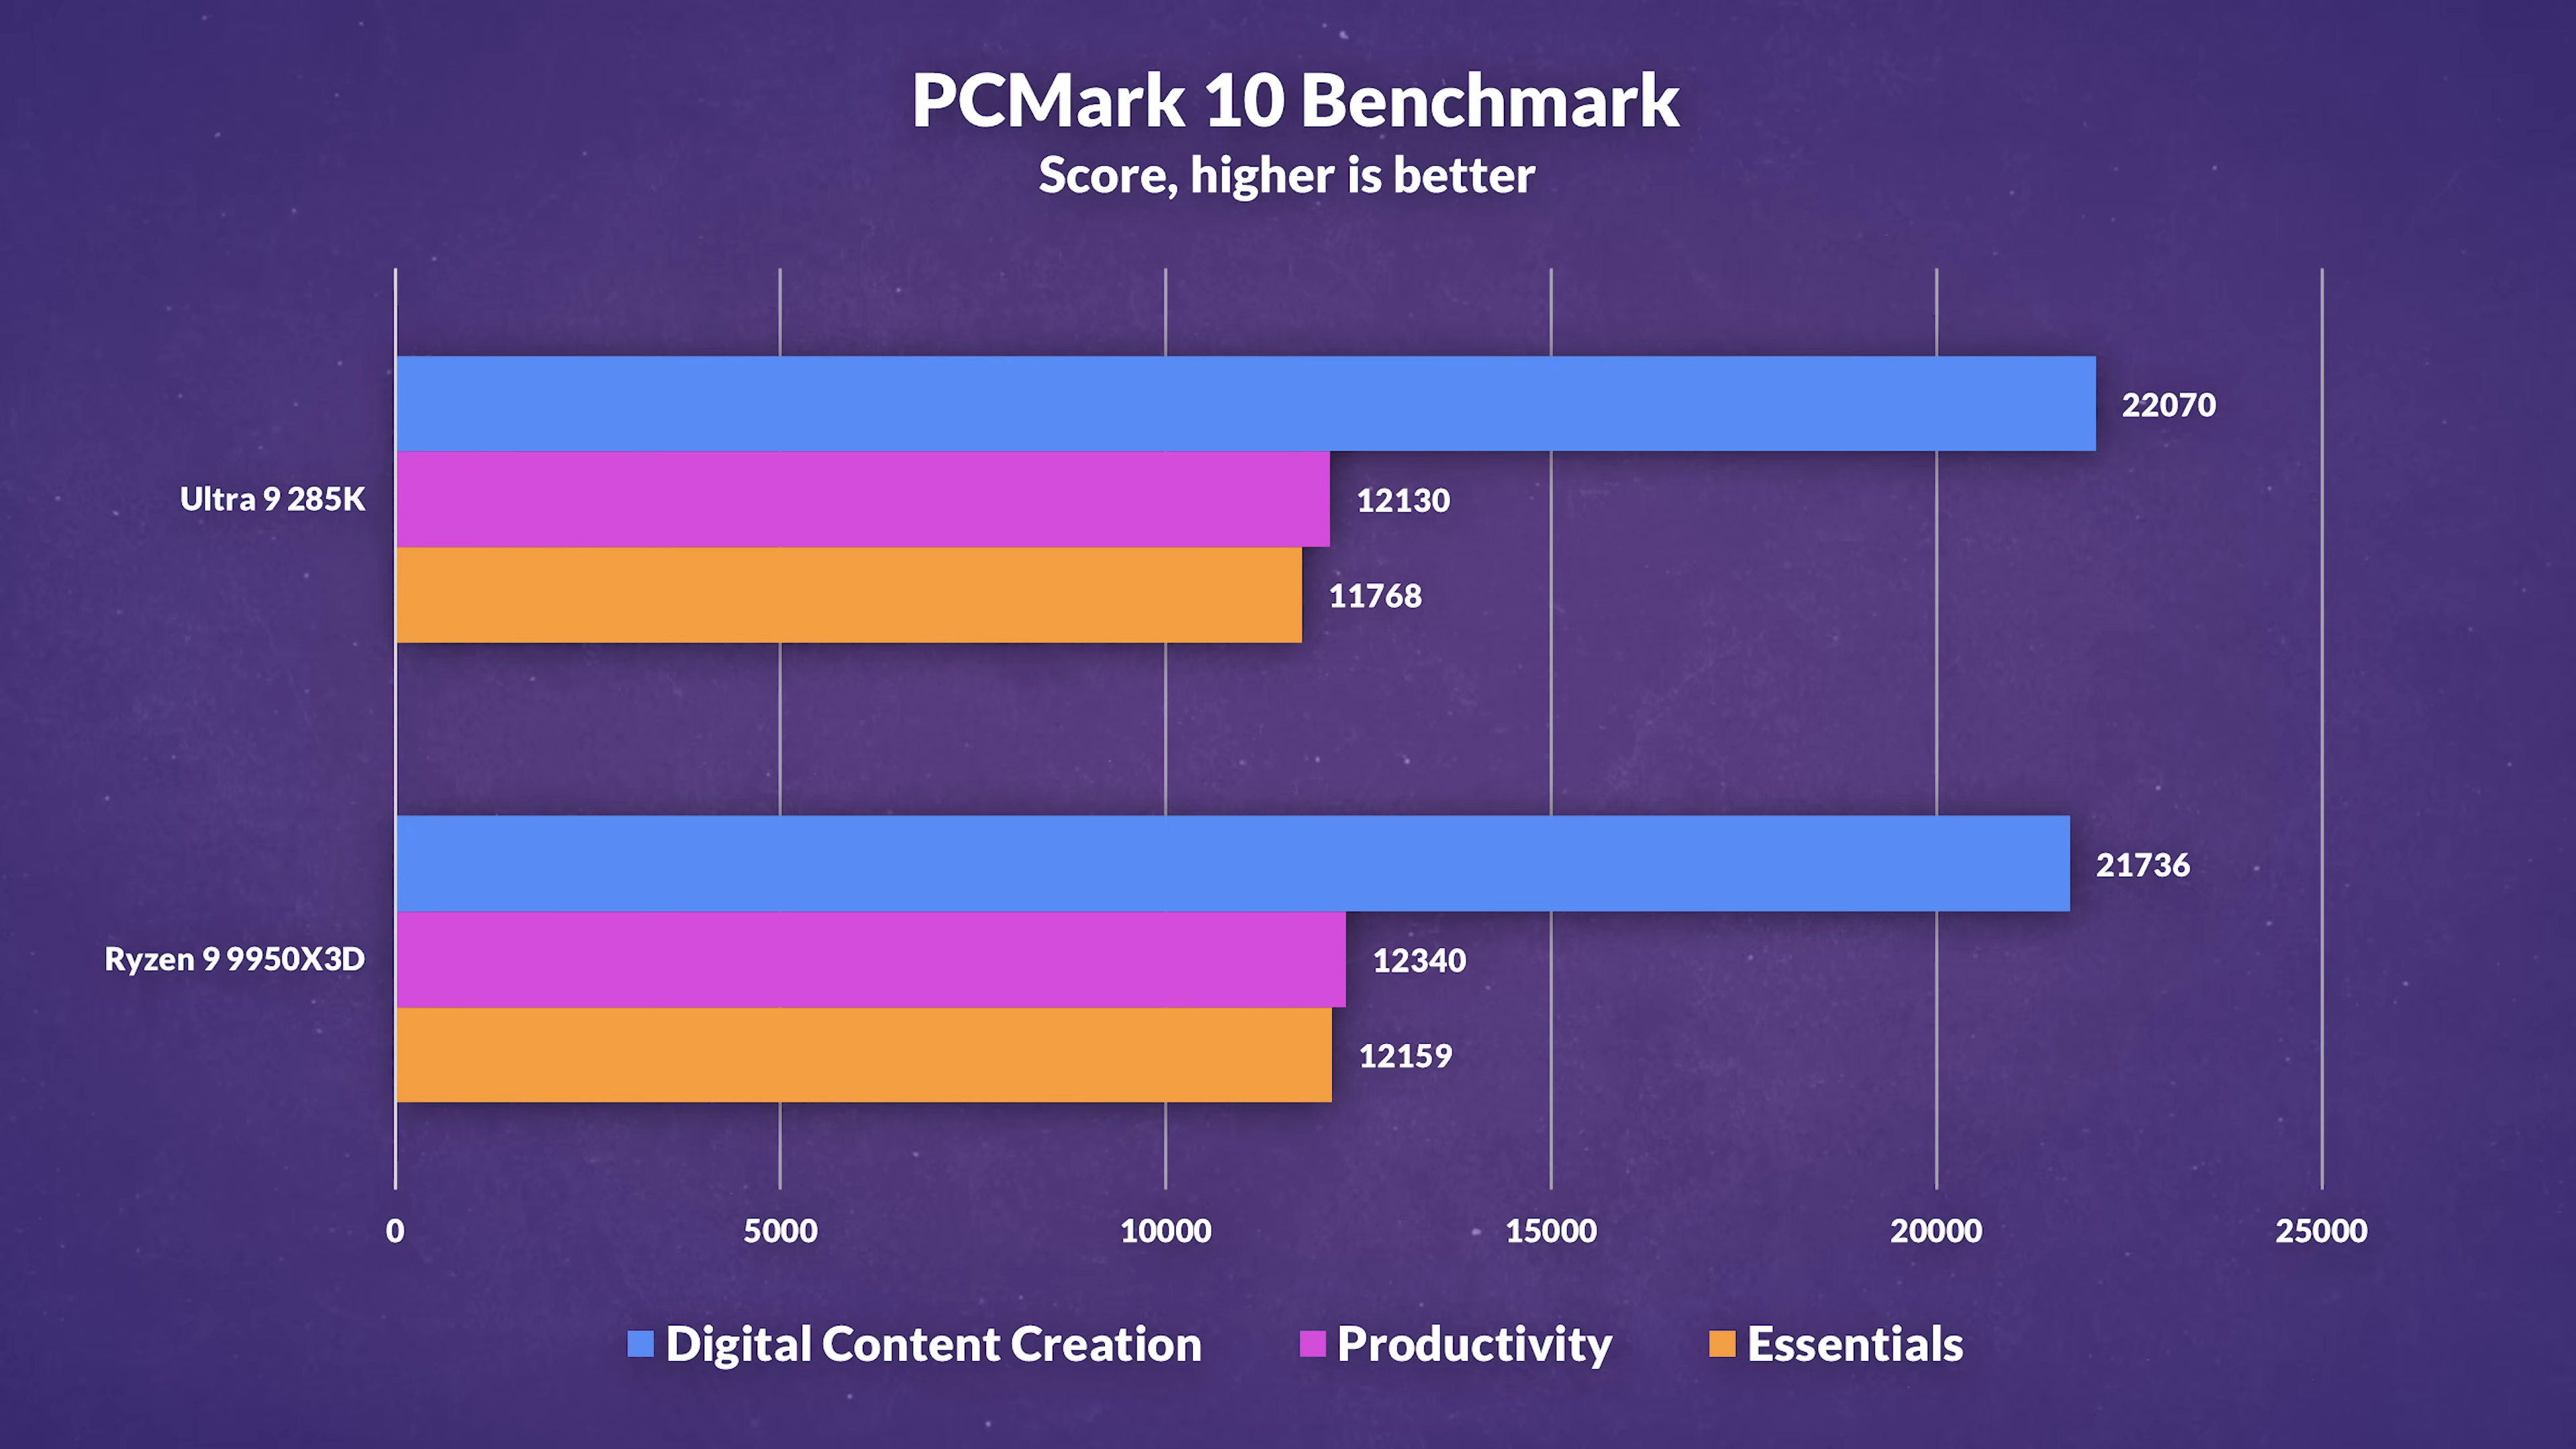 PCMark 10 Benchmark
Score, higher is better
22070
Ultra 9 285K
12130
11768
21736
Ryzen 9 9950X3D
12340
12159
0 5000 10000 15000 20000 25000
Digital Content Creation Productivity Essentials